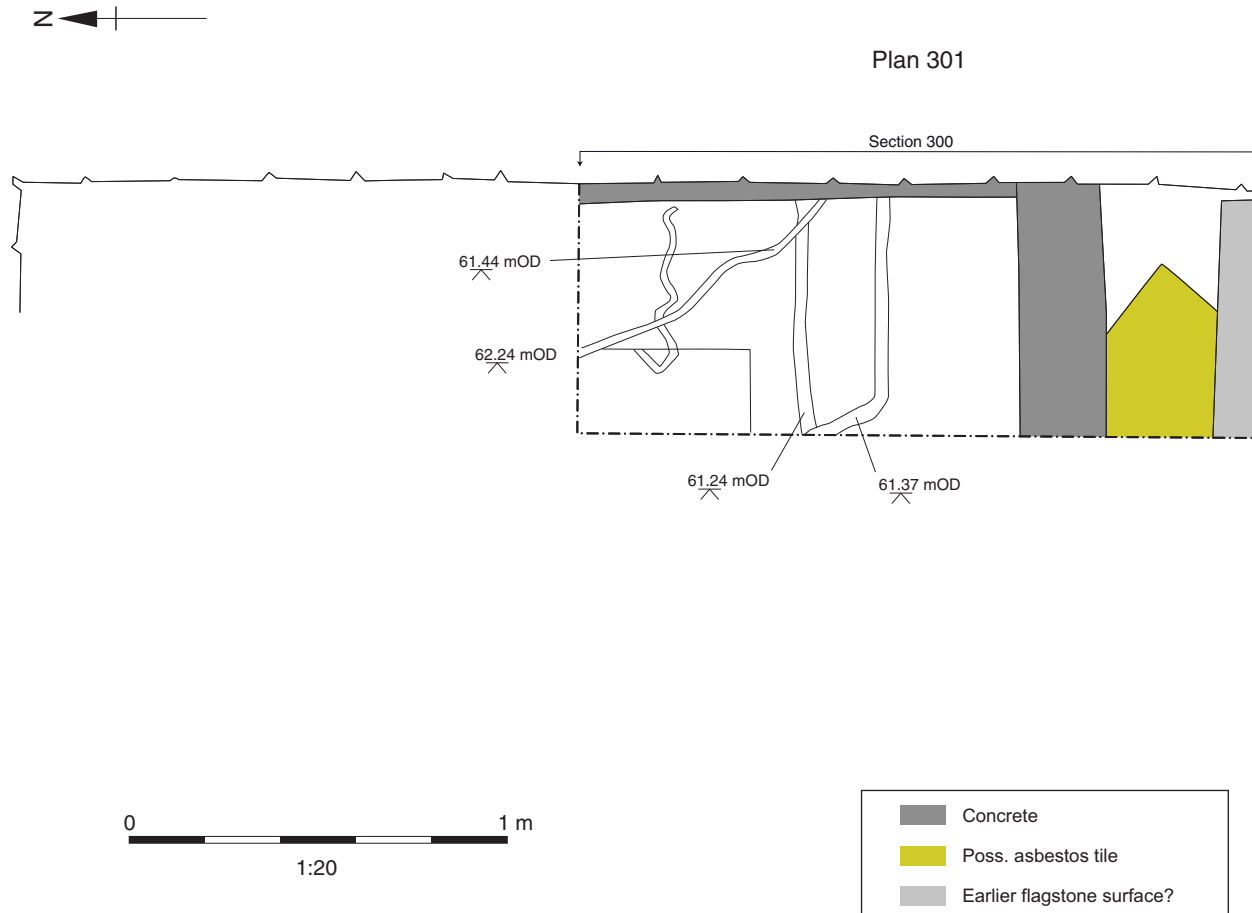 N
Plan 301
Section 300
61.44 mOD
62.24 mOD
61.24 mOD
61.37 mOD
0 1 m
1:20
Concrete
Poss. asbestos tile
Earlier flagstone surface?